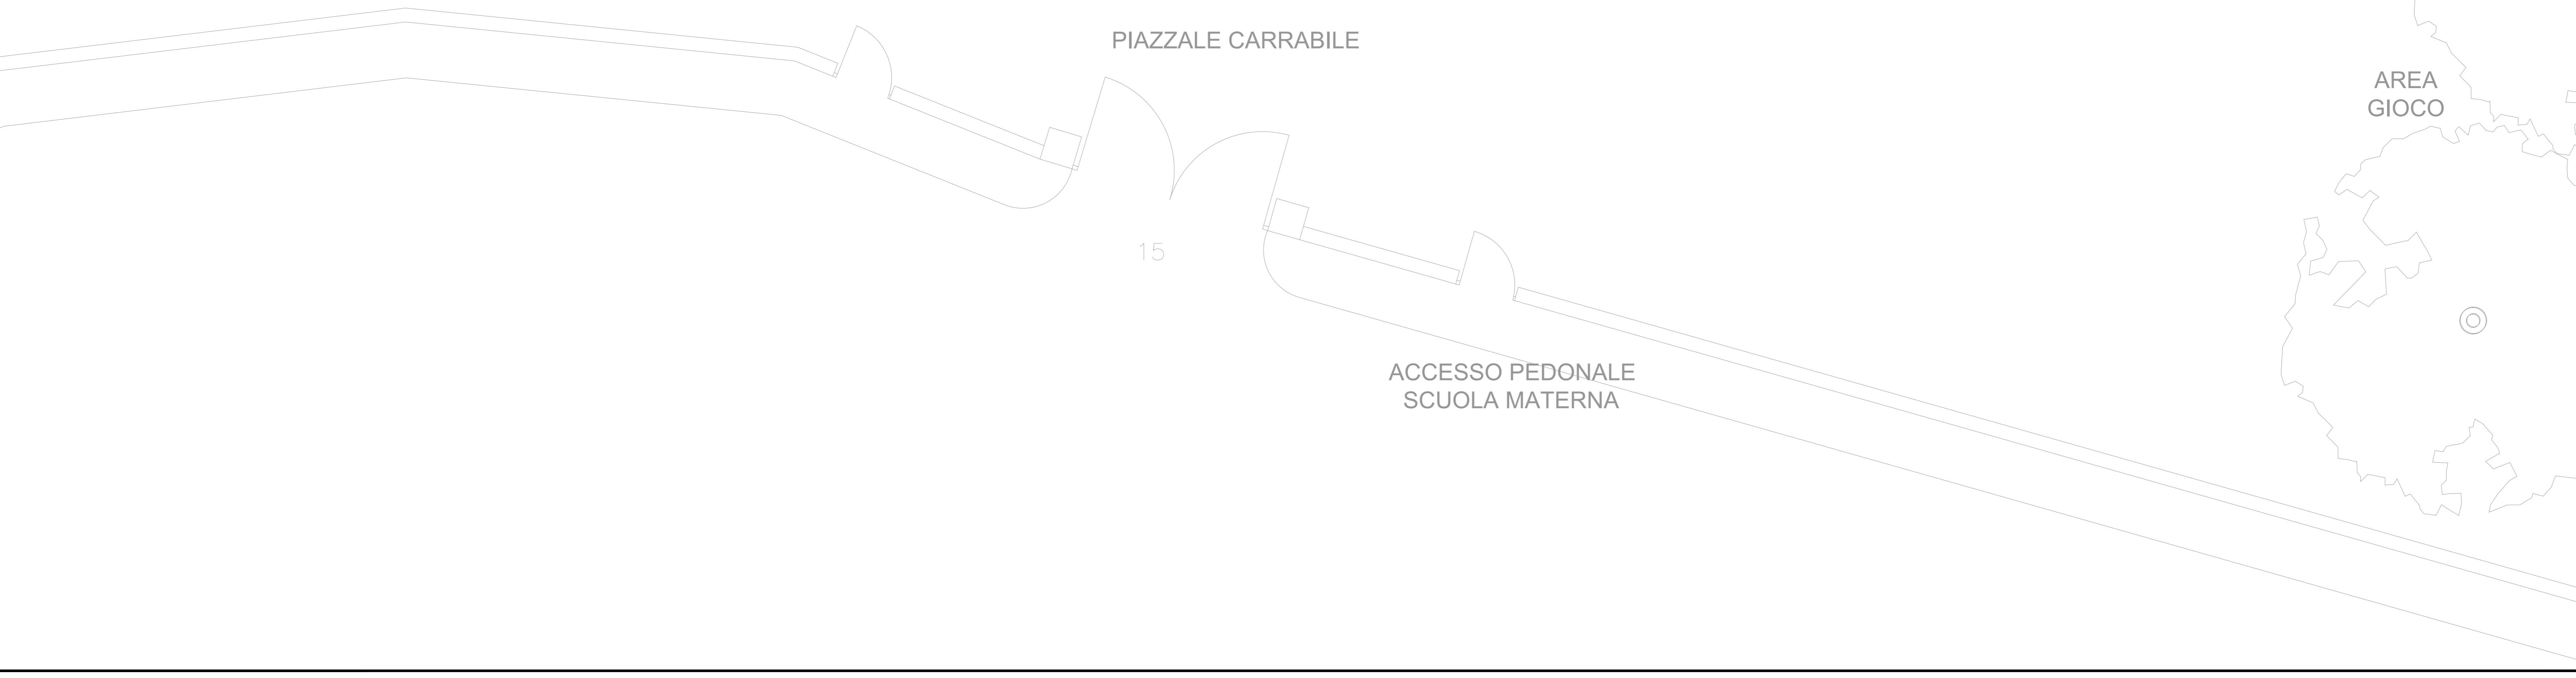 PIAZZALE CARRABILE
AREA
GIOCO
15
ACCESSO PEDONALE
SCUOLA MATERNA